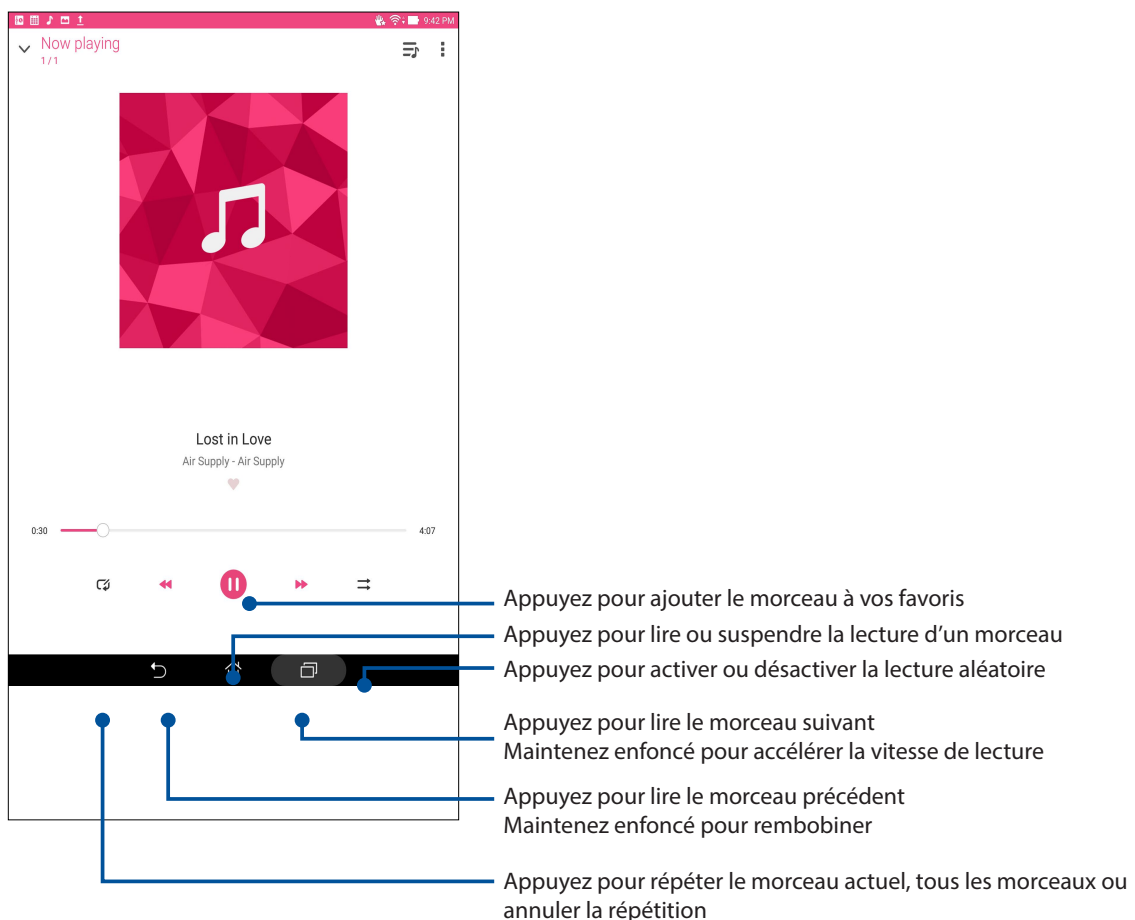 9:42 PM
Now playing
1 / 1
Lost in Love
Air Supply - Air Supply
0:30
4:07
Appuyez pour ajouter le morceau à vos favoris
Appuyez pour lire ou suspendre la lecture d’un morceau
Appuyez pour activer ou désactiver la lecture aléatoire
Appuyez pour lire le morceau suivant
Maintenez enfoncé pour accélérer la vitesse de lecture
Appuyez pour lire le morceau précédent
Maintenez enfoncé pour rembobiner
Appuyez pour répéter le morceau actuel, tous les morceaux ou
annuler la répétition